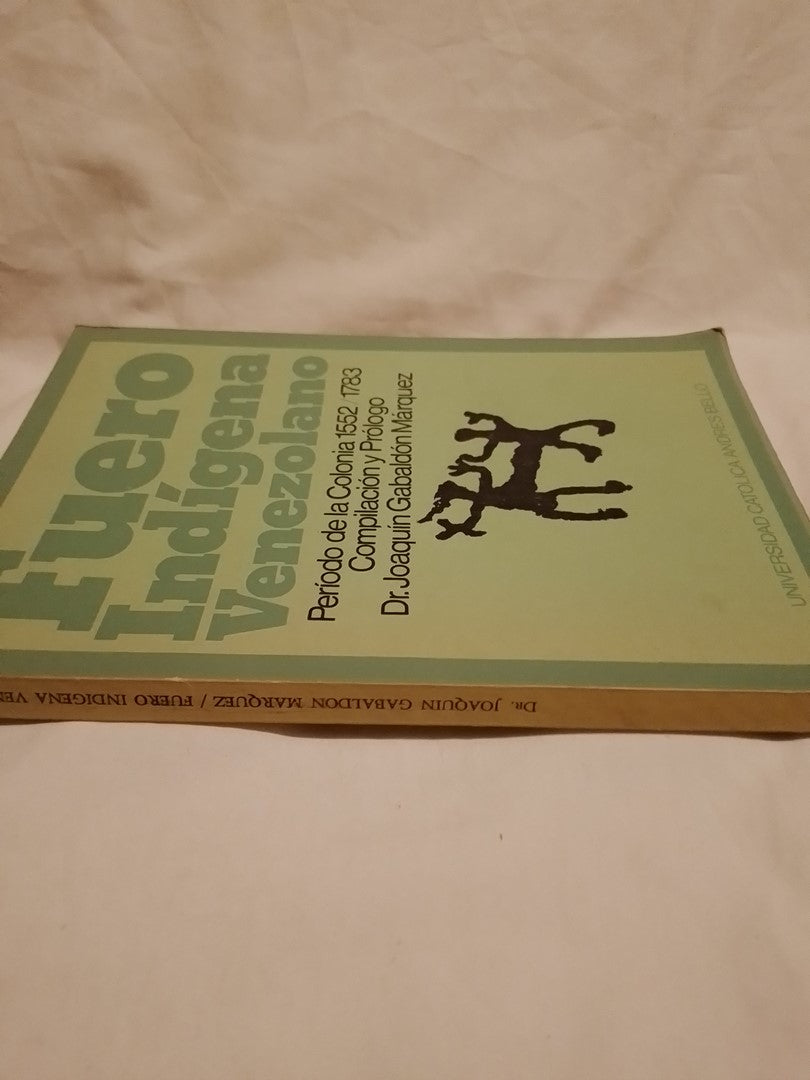 Fuero
Indígena
Venezolano
Período de la Colonia 1552/1783
Compilación y Prólogo
Dr. Joaquín Gabaldón Márquez
UNIVERSIDAD CATOLICA ANDRES BELLO
DR. JOAQUIN GABALDON MARQUEZ / FUERO INDIGENA VEN